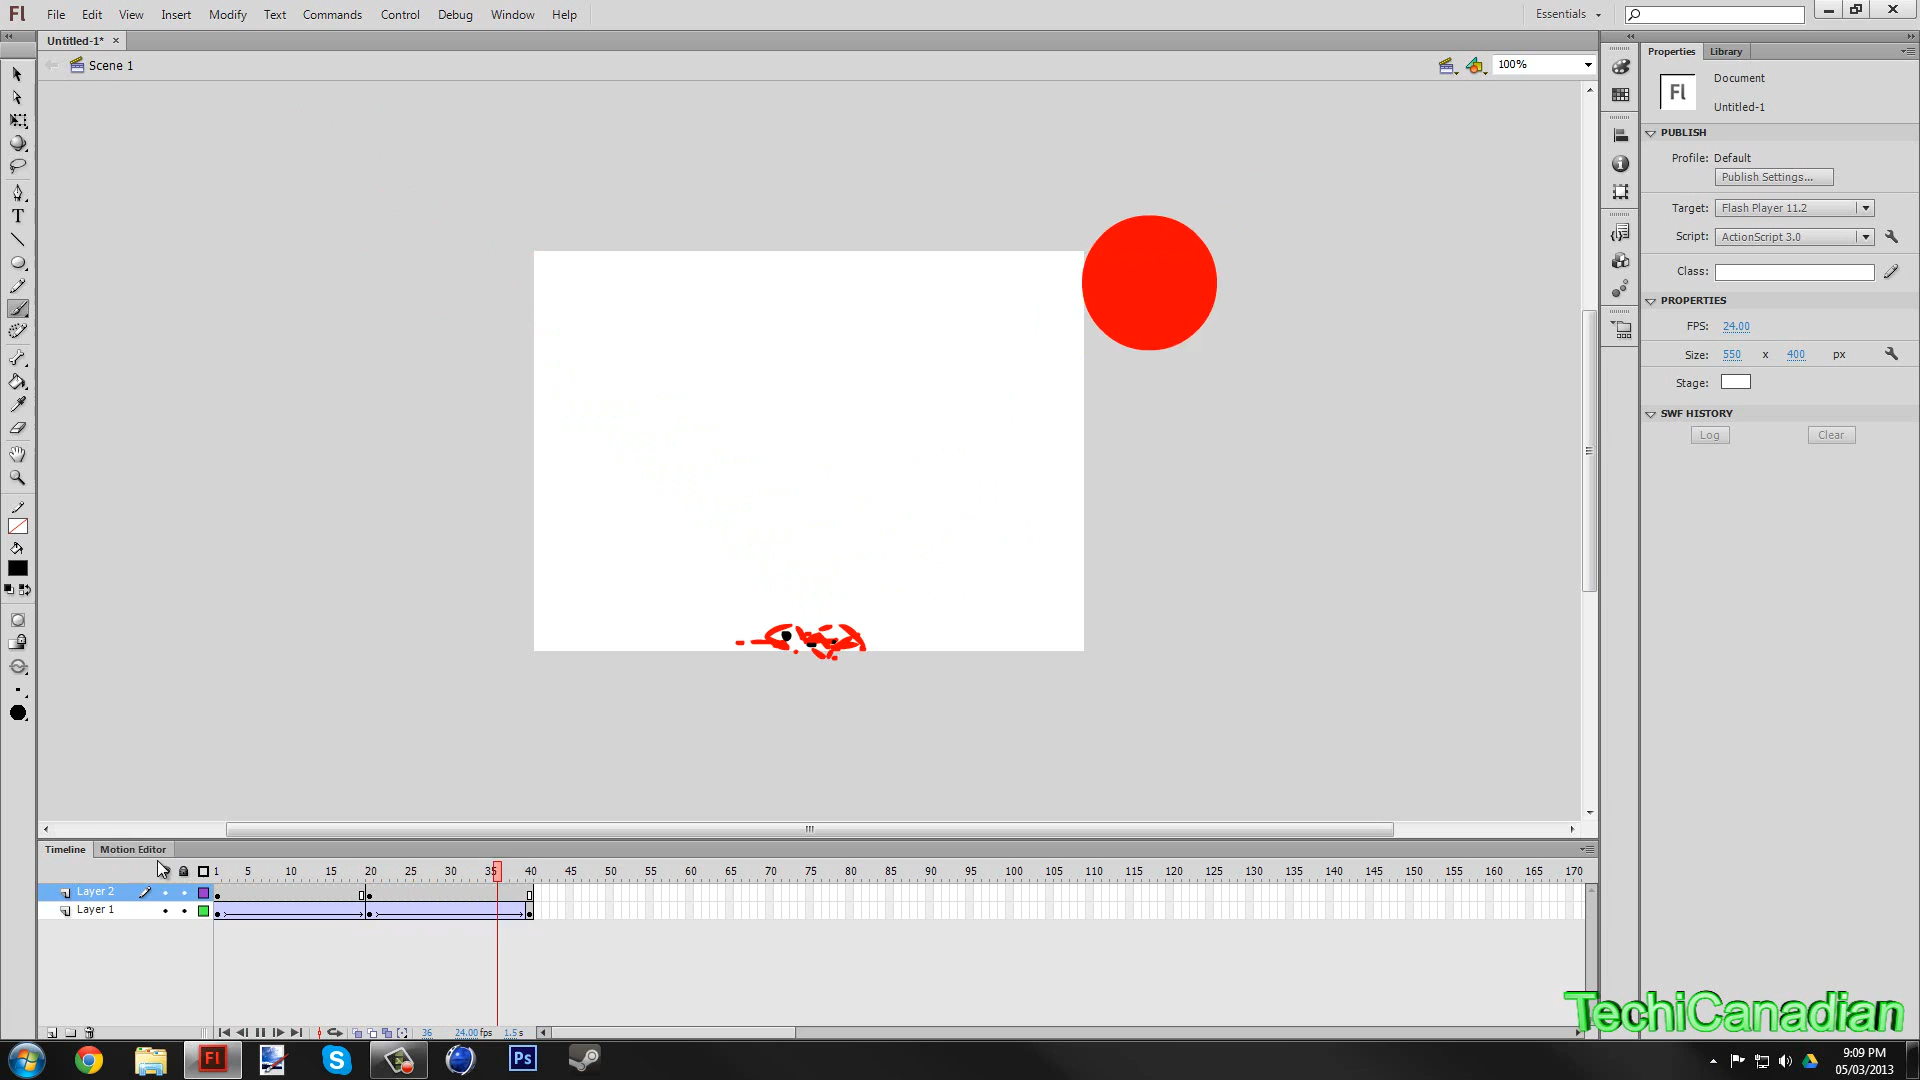 Fl File Edit View Insert Modify Text Commands Control Debug Window Help Essentials
Untitled-1*
Scene 1
100%
Properties Library
Fl
Document
Untitled-1
PUBLISH
Profile: Default
Publish Settings...
Target: Flash Player 11.2
Script: ActionScript 3.0
Class:
PROPERTIES
FPS: 24.00
Size: 550 x 400 px
Stage:
SWF HISTORY
Log Clear
Timeline Motion Editor
1 5 10 15 20 25 30 35 40 45 50 55 60 65 70 75 80 85 90 95 100 105 110 115 120 125 130 135 140 145 150 155 160 165 170
Layer 2
Layer 1
36 24.00 fps 1.5 s
TechiCanadian
Fl
Ps
9:09 PM
05/03/2013